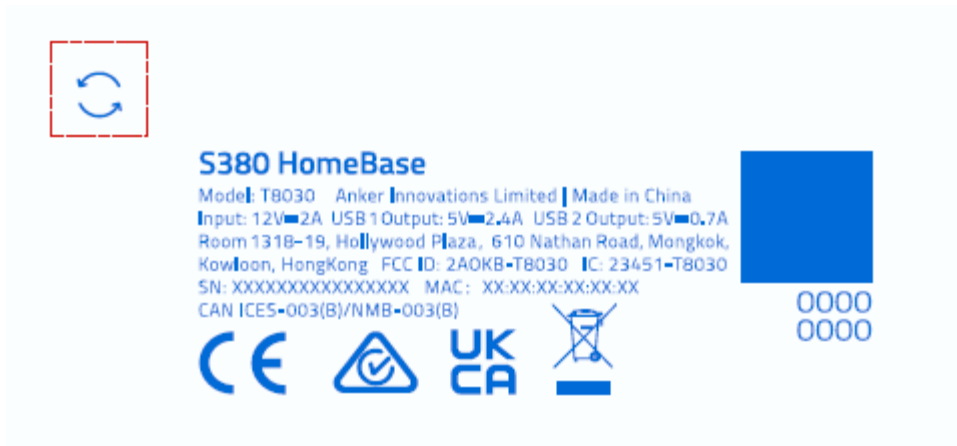 S380 HomeBase
Model: T8030 Anker Innovations Limited | Made in China
Input: 12V⎓2A USB 1 Output: 5V⎓2.4A USB 2 Output: 5V⎓0.7A
Room 1318-19, Hollywood Plaza, 610 Nathan Road, Mongkok,
Kowloon, HongKong FCC ID: 2AOKB-T8030 IC: 23451-T8030
SN: XXXXXXXXXXXXXXXX MAC: XX:XX:XX:XX:XX:XX
CAN ICES-003(B)/NMB-003(B)
CE
UK
CA
0000
0000